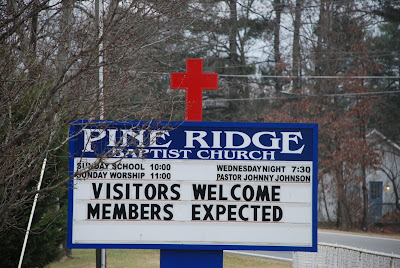 PINE RIDGE
BAPTIST CHURCH
SUNDAY SCHOOL 10:00 WEDNESDAY NIGHT 7:30
SUNDAY WORSHIP 11:00 PASTOR JOHNNY JOHNSON
VISITORS WELCOME
MEMBERS EXPECTED